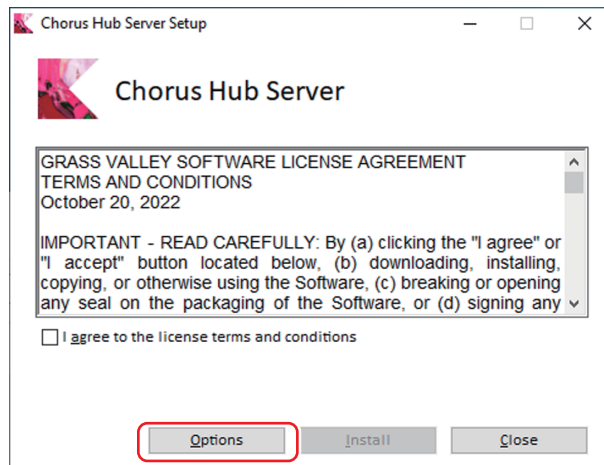 Chorus Hub Server Setup
Chorus Hub Server
GRASS VALLEY SOFTWARE LICENSE AGREEMENT
TERMS AND CONDITIONS
October 20, 2022
IMPORTANT - READ CAREFULLY: By (a) clicking the "I agree" or
"I accept" button located below, (b) downloading, installing,
copying, or otherwise using the Software, (c) breaking or opening
any seal on the packaging of the Software, or (d) signing any
I agree to the license terms and conditions
Options Install Close